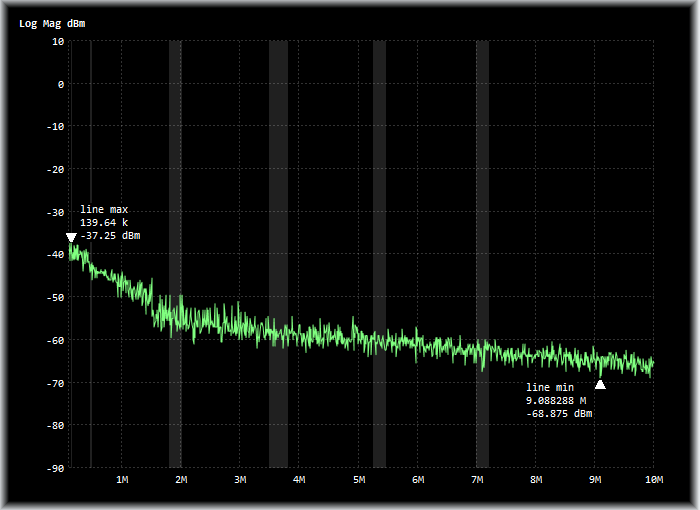 Log Mag dBm
10
0
-10
-20
-30
line max
139.64 k
-37.25 dBm
-40
-50
-60
-70
line min
9.088288 M
-68.875 dBm
-80
-90
1M 2M 3M 4M 5M 6M 7M 8M 9M 10M